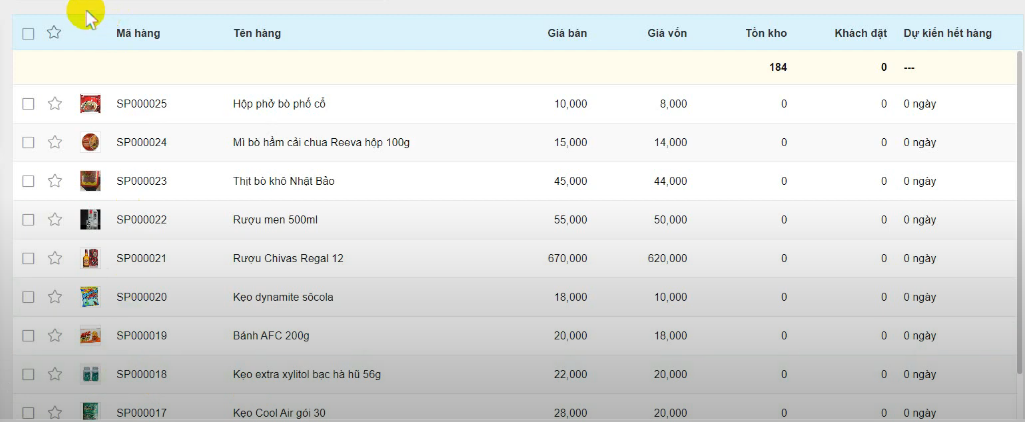 Mã hàng Tên hàng Giá bán Giá vốn Tồn kho Khách đặt Dự kiến hết hàng
184 0 ---
SP000025 Hộp phở bò phố cổ 10,000 8,000 0 0 0 ngày
SP000024 Mì bò hầm cải chua Reeva hộp 100g 15,000 14,000 0 0 0 ngày
SP000023 Thịt bò khô Nhật Bảo 45,000 44,000 0 0 0 ngày
SP000022 Rượu men 500ml 55,000 50,000 0 0 0 ngày
SP000021 Rượu Chivas Regal 12 670,000 620,000 0 0 0 ngày
SP000020 Kẹo dynamite sôcola 18,000 10,000 0 0 0 ngày
SP000019 Bánh AFC 200g 20,000 18,000 0 0 0 ngày
SP000018 Kẹo extra xylitol bạc hà hũ 56g 22,000 20,000 0 0 0 ngày
SP000017 Kẹo Cool Air gói 30 28,000 20,000 0 0 0 ngày